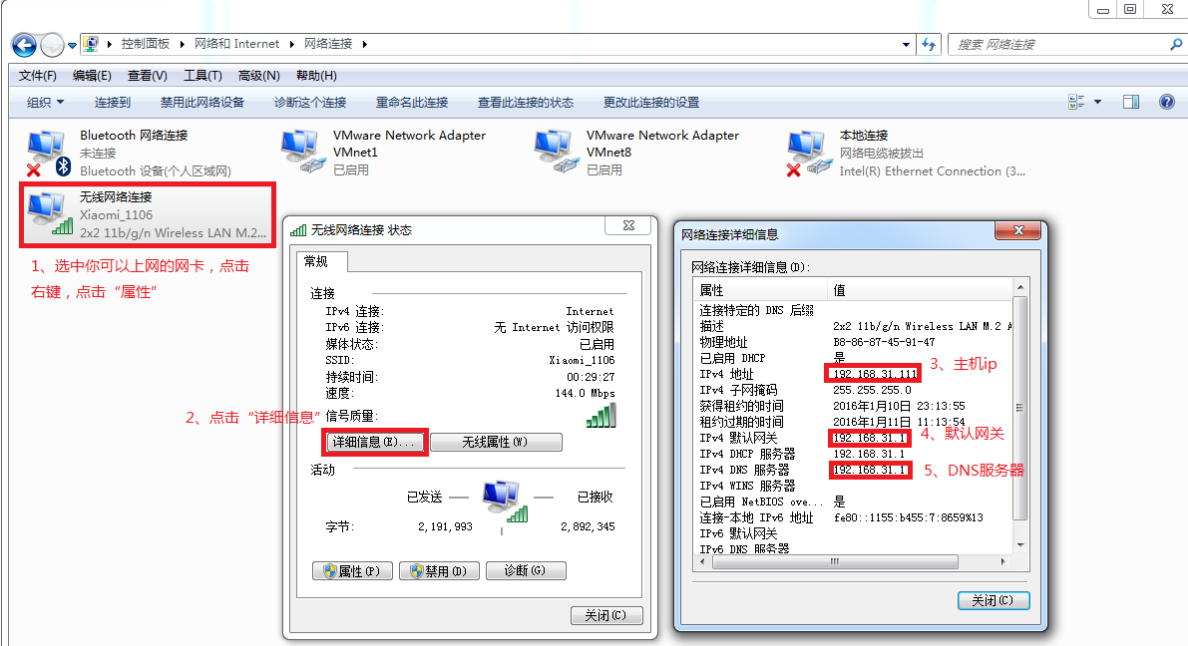 控制面板 ▸ 网络和 Internet ▸ 网络连接 ▸
搜索 网络连接
文件(F) 编辑(E) 查看(V) 工具(T) 高级(N) 帮助(H)
组织 连接到 禁用此网络设备 诊断这个连接 重命名此连接 查看此连接的状态 更改此连接的设置
Bluetooth 网络连接
未连接
Bluetooth 设备(个人区域网)
VMware Network Adapter
VMnet1
已启用
VMware Network Adapter
VMnet8
已启用
本地连接
网络电缆被拔出
Intel(R) Ethernet Connection (3...
无线网络连接
Xiaomi_1106
2x2 11b/g/n Wireless LAN M.2...
1、选中你可以上网的网卡，点击
右键，点击“属性”
无线网络连接 状态
常规
连接
IPv4 连接: Internet
IPv6 连接: 无 Internet 访问权限
媒体状态: 已启用
SSID: Xiaomi_1106
持续时间: 00:29:27
速度: 144.0 Mbps
信号质量:
2、点击“详细信息”
详细信息(E)... 无线属性(W)
活动
已发送 — — 已接收
字节: 2,191,993 2,892,345
属性(P) 禁用(D) 诊断(G)
关闭(C)
网络连接详细信息
网络连接详细信息(D):
属性 值
连接特定的 DNS 后缀
描述 2x2 11b/g/n Wireless LAN M.2 A
物理地址 B8-86-87-45-91-47
已启用 DHCP 是
IPv4 地址 192.168.31.111
3、主机ip
IPv4 子网掩码 255.255.255.0
获得租约的时间 2016年1月10日 23:13:55
租约过期的时间 2016年1月11日 11:13:54
IPv4 默认网关 192.168.31.1
4、默认网关
IPv4 DHCP 服务器 192.168.31.1
IPv4 DNS 服务器 192.168.31.1
5、DNS服务器
IPv4 WINS 服务器
已启用 NetBIOS ove... 是
连接-本地 IPv6 地址 fe80::1155:b455:7:8659%13
IPv6 默认网关
IPv6 DNS 服务器
关闭(C)